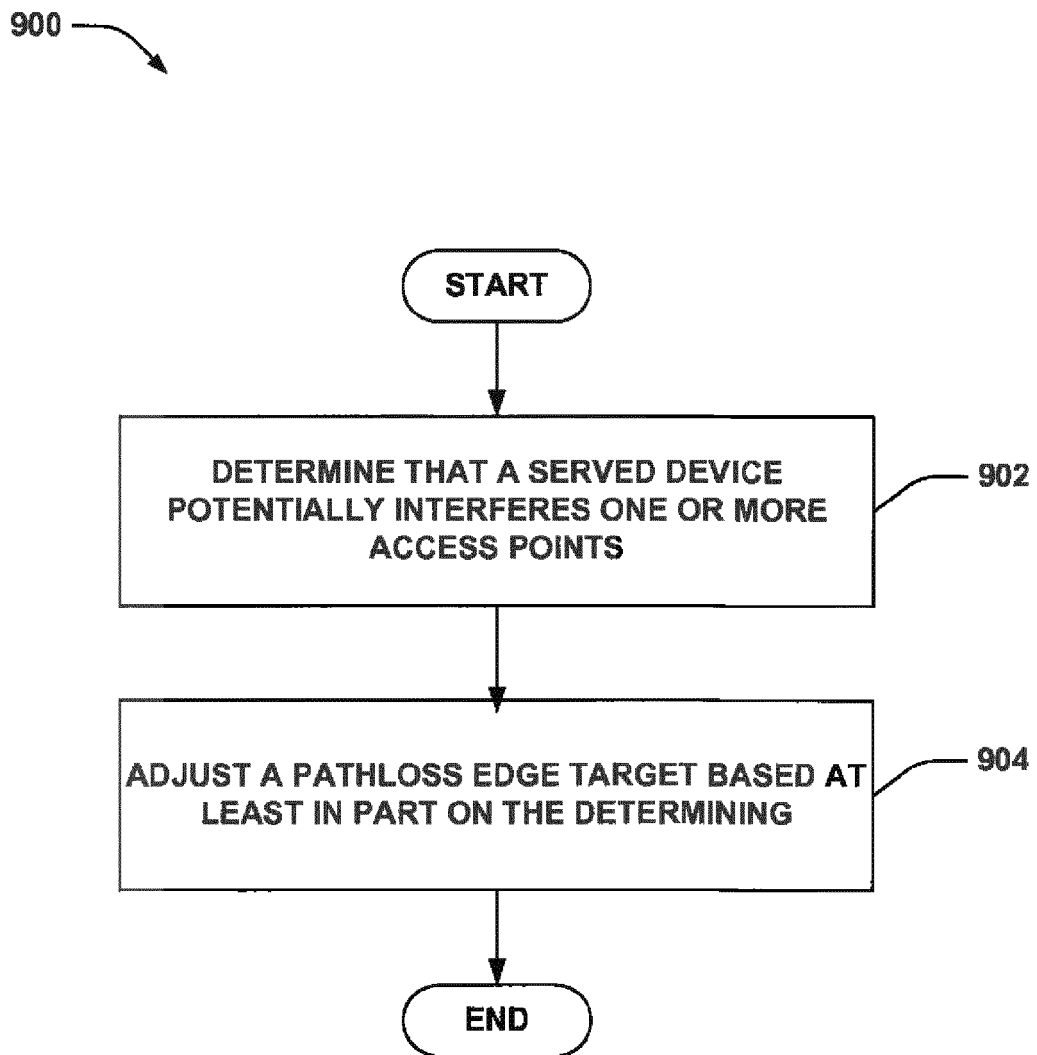 900
START
DETERMINE THAT A SERVED DEVICE
POTENTIALLY INTERFERES ONE OR MORE
ACCESS POINTS
902
ADJUST A PATHLOSS EDGE TARGET BASED AT
LEAST IN PART ON THE DETERMINING
904
END